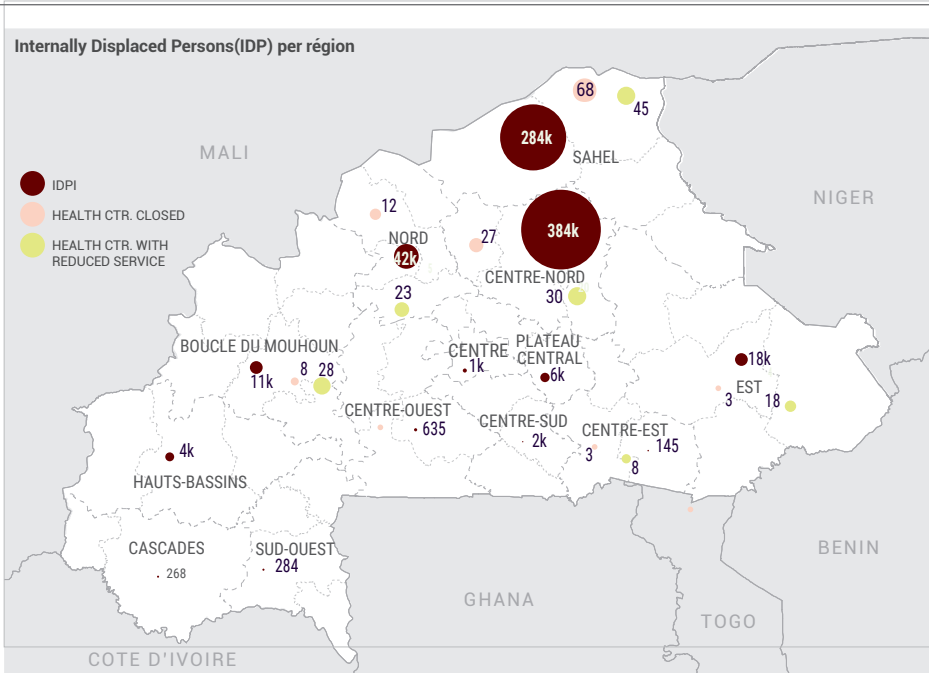 Internally Displaced Persons(IDP) per région
68
45
284k
MALI
SAHEL
IDPI
NIGER
12
HEALTH CTR. CLOSED
384k
27
NORD
HEALTH CTR. WITH
REDUCED SERVICE
42k
CENTRE-NORD
23
30
BOUCLE DU MOUHOUN
PLATEAU
CENTRAL
CENTRE
1k
18k
8
28
11k
6k
EST
3
18
CENTRE-OUEST
635
CENTRE-SUD
2k
CENTRE-EST
145
4k
3
8
HAUTS-BASSINS
CASCADES
268
SUD-OUEST
284
BENIN
GHANA
TOGO
COTE D'IVOIRE